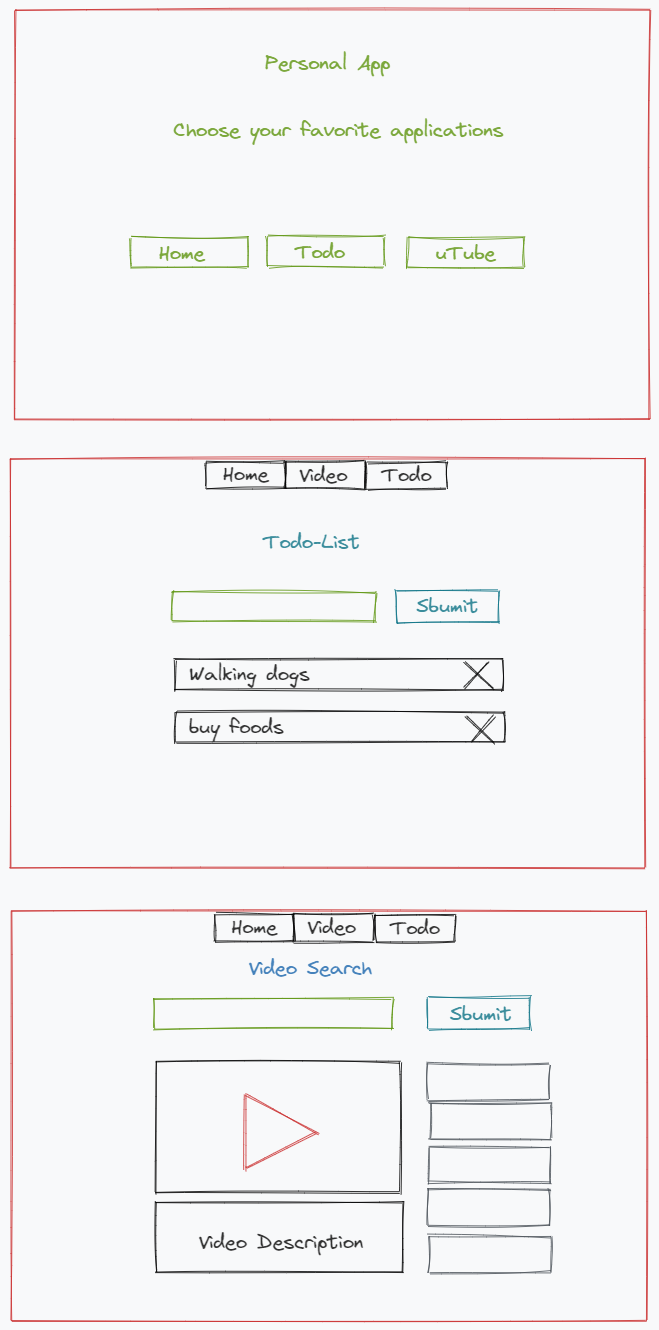 Personal App
Choose your favorite applications
Home Todo uTube
Home Video Todo
Todo-List
Sbumit
Walking dogs
buy foods
Home Video Todo
Video Search
Sbumit
Video Description